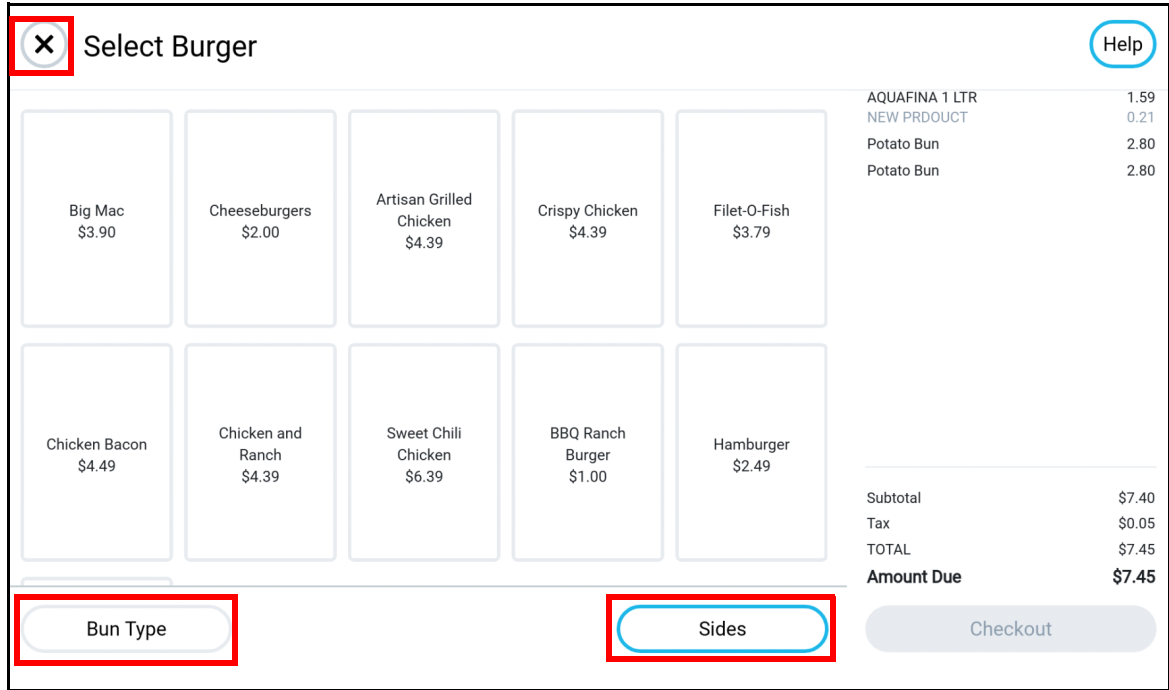 Select Burger
Help
Big Mac
$3.90
Cheeseburgers
$2.00
Artisan Grilled
Chicken
$4.39
Crispy Chicken
$4.39
Filet-O-Fish
$3.79
Chicken Bacon
$4.49
Chicken and
Ranch
$4.39
Sweet Chili
Chicken
$6.39
BBQ Ranch
Burger
$1.00
Hamburger
$2.49
AQUAFINA 1 LTR 1.59
NEW PRDOUCT 0.21
Potato Bun 2.80
Potato Bun 2.80
Subtotal $7.40
Tax $0.05
TOTAL $7.45
Amount Due $7.45
Bun Type
Sides
Checkout